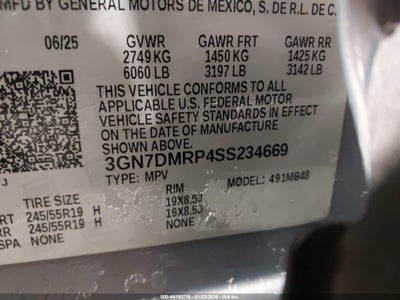 MFD BY GENERAL MOTORS DE MEXICO, S. DE R.L. DE C.
06/25 GVWR GAWR FRT GAWR RR
2749 KG 1450 KG 1425 KG
6060 LB 3197 LB 3142 LB
THIS VEHICLE CONFORMS TO ALL
APPLICABLE U.S. FEDERAL MOTOR
VEHICLE SAFETY STANDARDS IN EFFECT
ON THE DATE OF MANUFACTURE SHOWN ABOVE
3GN7DMRP4SS234669
TYPE: MPV MODEL: 491MB48
TIRE SIZE RIM
RT 245/55R19 H 19X8.5J
RR 245/55R19 H 19X8.5J
SPA NONE NONE